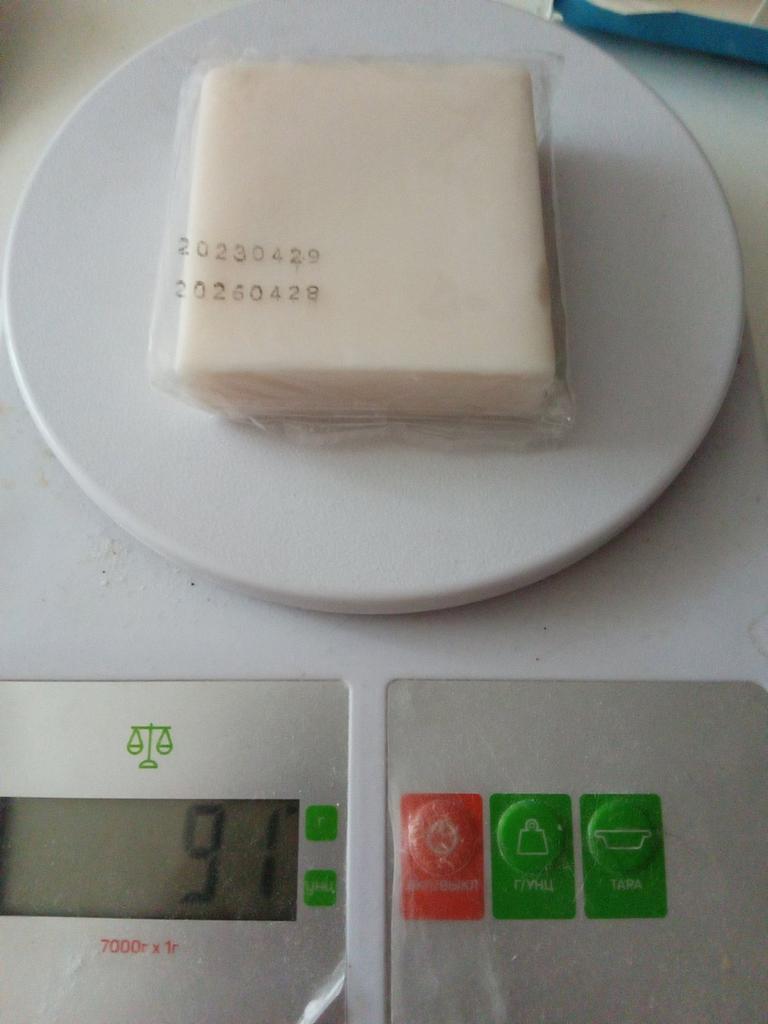 20230429
20260428
91
г
унц
7000г x 1г
ВКЛ/ВЫКЛ
Г/УНЦ
ТАРА